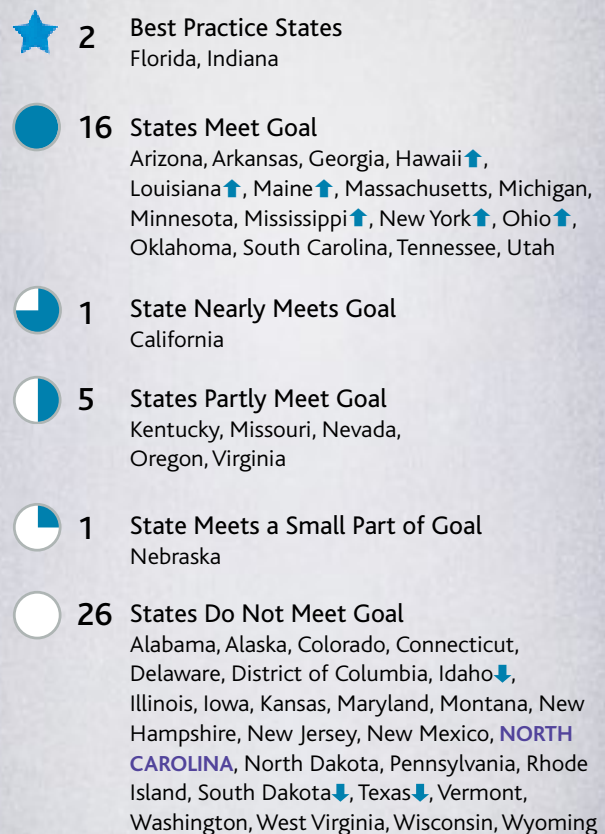 2 Best Practice States
Florida, Indiana
16 States Meet Goal
Arizona, Arkansas, Georgia, Hawaii⬆,
Louisiana⬆, Maine⬆, Massachusetts, Michigan,
Minnesota, Mississippi⬆, New York⬆, Ohio⬆,
Oklahoma, South Carolina, Tennessee, Utah
1 State Nearly Meets Goal
California
5 States Partly Meet Goal
Kentucky, Missouri, Nevada,
Oregon, Virginia
1 State Meets a Small Part of Goal
Nebraska
26 States Do Not Meet Goal
Alabama, Alaska, Colorado, Connecticut,
Delaware, District of Columbia, Idaho⬇,
Illinois, Iowa, Kansas, Maryland, Montana, New
Hampshire, New Jersey, New Mexico, NORTH
CAROLINA, North Dakota, Pennsylvania, Rhode
Island, South Dakota⬇, Texas⬇, Vermont,
Washington, West Virginia, Wisconsin, Wyoming